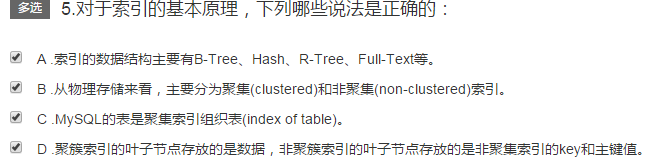 多选 5.对于索引的基本原理，下列哪些说法是正确的：
A .索引的数据结构主要有B-Tree、Hash、R-Tree、Full-Text等。
B .从物理存储来看，主要分为聚集(clustered)和非聚集(non-clustered)索引。
C .MySQL的表是聚集索引组织表(index of table)。
D .聚簇索引的叶子节点存放的是数据，非聚簇索引的叶子节点存放的是非聚集索引的key和主键值。